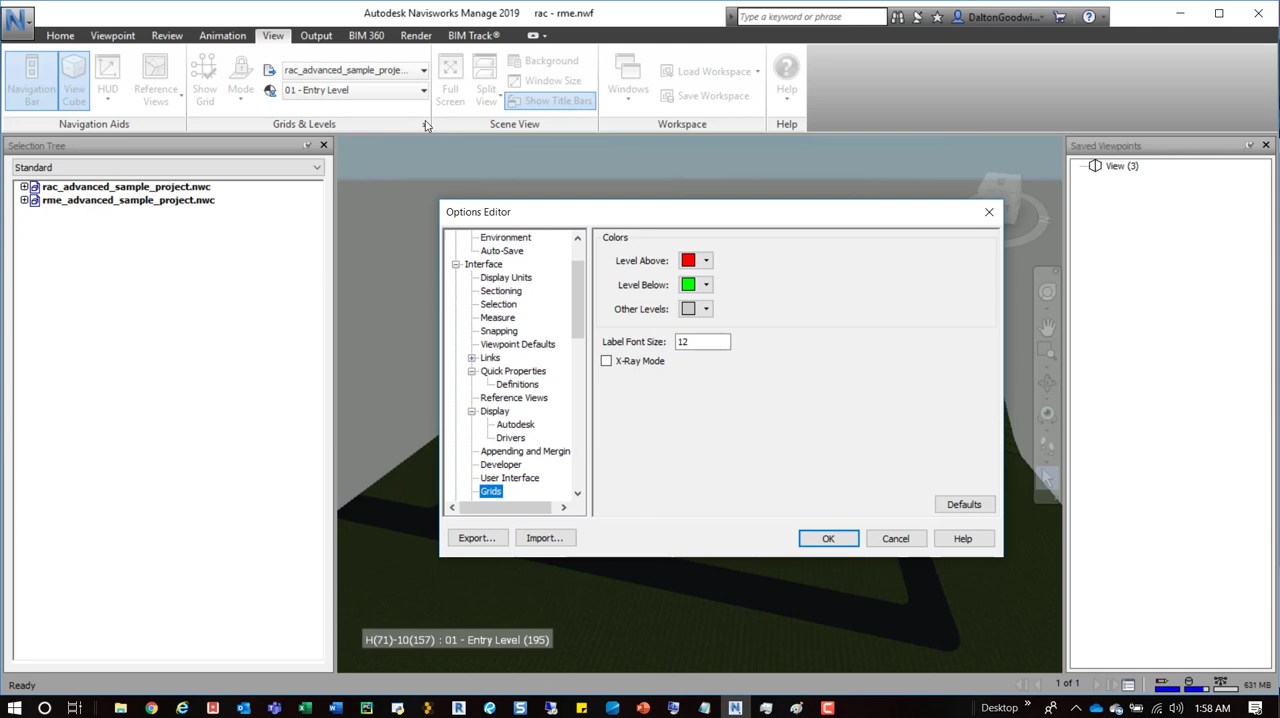 Autodesk Navisworks Manage 2019 rac - rme.nwf
Type a keyword or phrase
DaltonGoodwi...
Home Viewpoint Review Animation View Output BIM 360 Render BIM Track®
Navigation Bar
View Cube
HUD
Reference Views
Show Grid
Mode
rac_advanced_sample_proje...
01 - Entry Level
Full Screen
Split View
Background
Window Size
Show Title Bars
Windows
Load Workspace
Save Workspace
Help
Navigation Aids Grids & Levels Scene View Workspace Help
Selection Tree
Standard
rac_advanced_sample_project.nwc
rme_advanced_sample_project.nwc
Saved Viewpoints
View (3)
Options Editor
Environment
Auto-Save
Interface
Display Units
Sectioning
Selection
Measure
Snapping
Viewpoint Defaults
Links
Quick Properties
Definitions
Reference Views
Display
Autodesk
Drivers
Appending and Mergin
Developer
User Interface
Grids
Colors
Level Above:
Level Below:
Other Levels:
Label Font Size: 12
X-Ray Mode
Defaults
Export... Import... OK Cancel Help
H(71)-10(157) : 01 - Entry Level (195)
Ready
1 of 1
631 MB
Desktop
1:58 AM